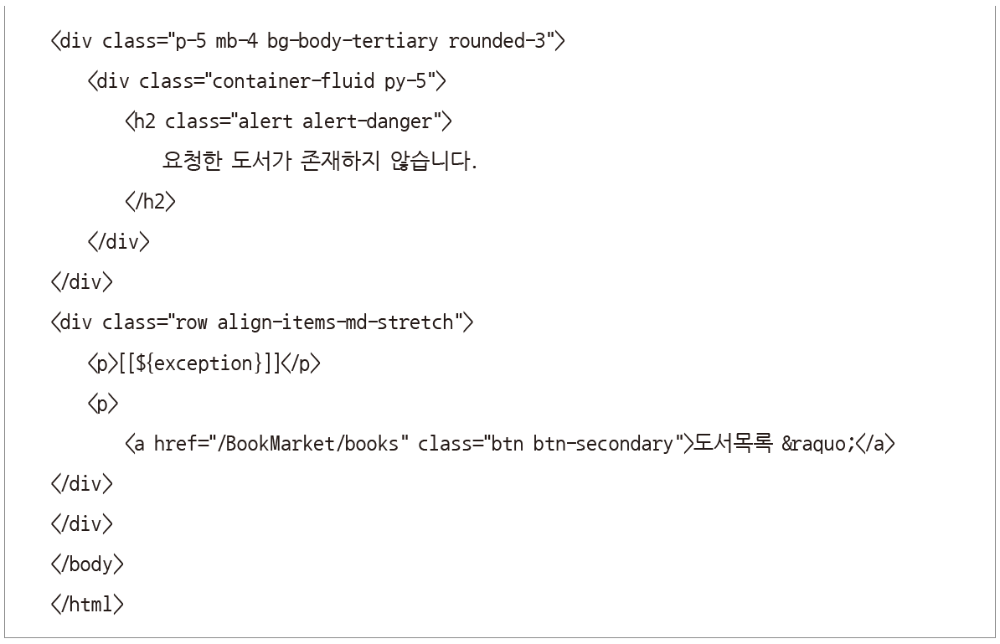 <div class="p-5 mb-4 bg-body-tertiary rounded-3">
<div class="container-fluid py-5">
<h2 class="alert alert-danger">
요청한 도서가 존재하지 않습니다.
</h2>
</div>
</div>
<div class="row align-items-md-stretch">
<p>[[${exception}]]</p>
<p>
<a href="/BookMarket/books" class="btn btn-secondary">도서목록 &raquo;</a>
</div>
</div>
</body>
</html>